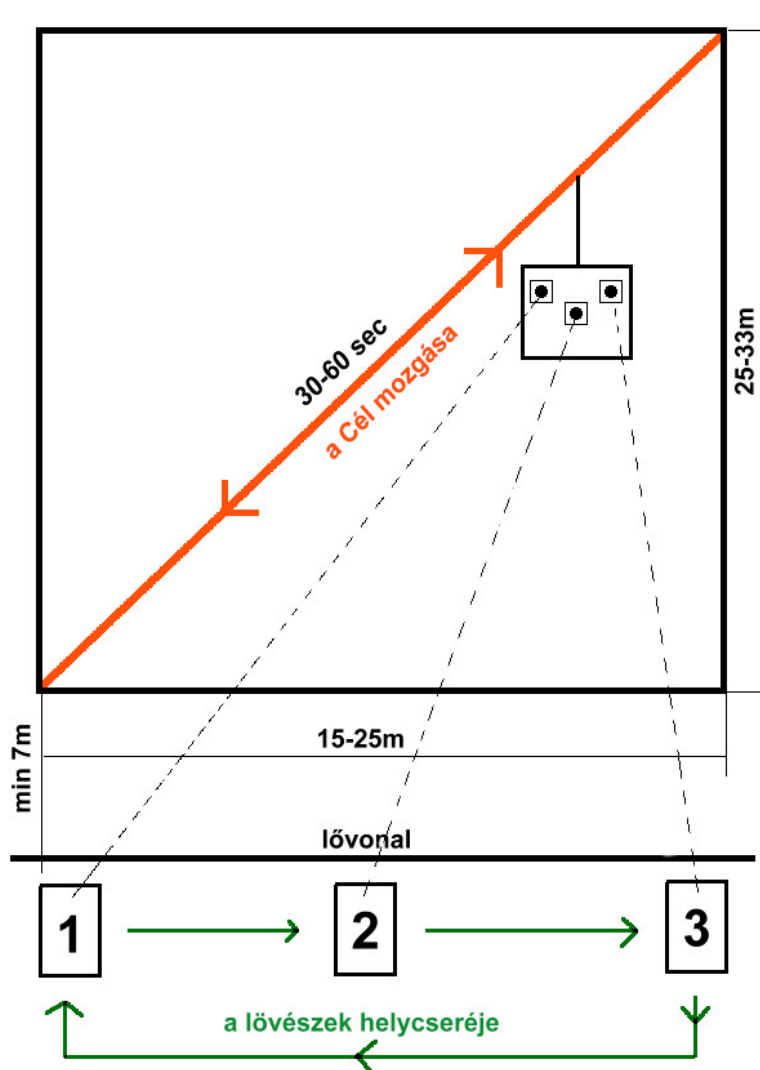 30-60 sec
a Cél mozgása
25-33m
15-25m
min 7m
lővonal
1
2
3
a lövészek helycseréje